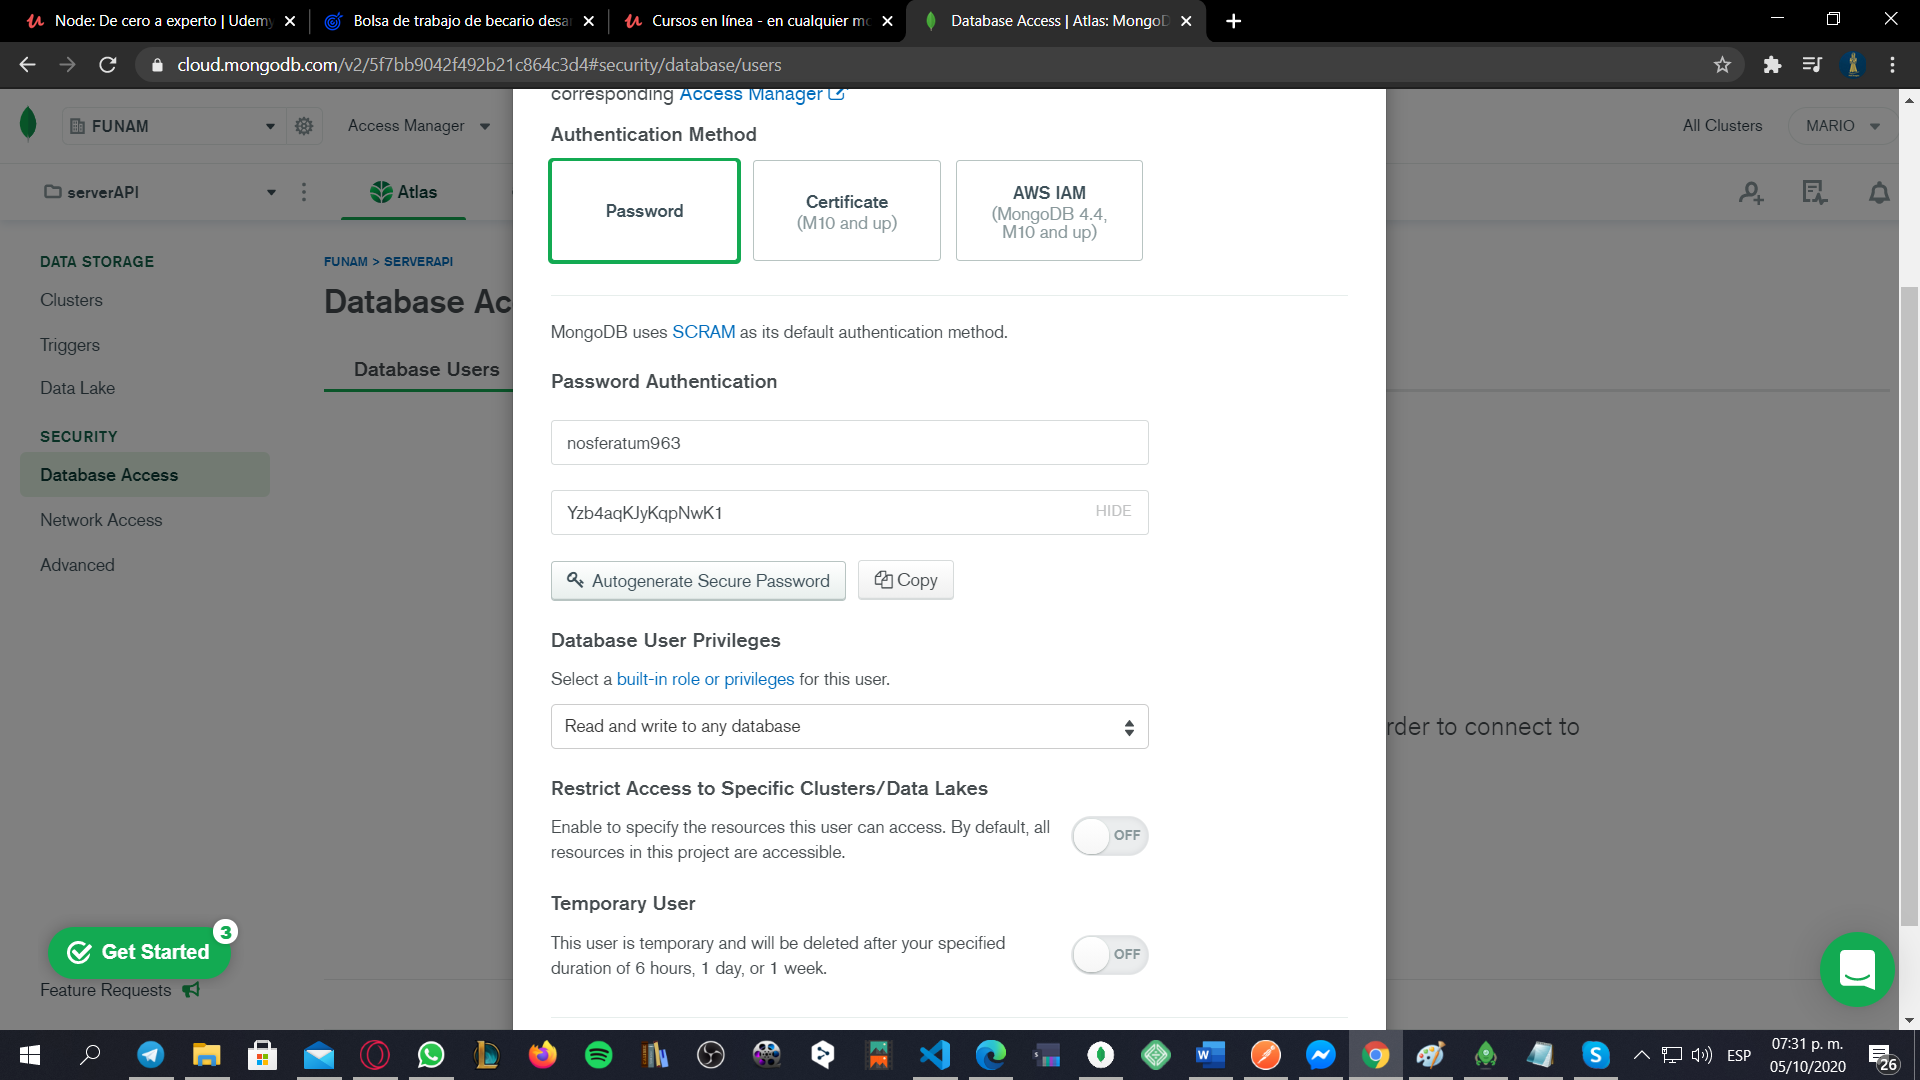 Node: De cero a experto | Udemy
Bolsa de trabajo de becario desa
Cursos en línea - en cualquier mo
Database Access | Atlas: MongoD
cloud.mongodb.com/v2/5f7bb9042f492b21c864c3d4#security/database/users
corresponding Access Manager
FUNAM
Access Manager
All Clusters
MARIO
serverAPI
Atlas
DATA STORAGE
Clusters
Triggers
Data Lake
SECURITY
Database Access
Network Access
Advanced
Get Started
3
Feature Requests
FUNAM > SERVERAPI
Database Ac
Database Users
Authentication Method
Password
Certificate
(M10 and up)
AWS IAM
(MongoDB 4.4,
M10 and up)
MongoDB uses SCRAM as its default authentication method.
Password Authentication
nosferatum963
Yzb4aqKJyKqpNwK1
HIDE
Autogenerate Secure Password
Copy
Database User Privileges
Select a built-in role or privileges for this user.
Read and write to any database
rder to connect to
Restrict Access to Specific Clusters/Data Lakes
Enable to specify the resources this user can access. By default, all
resources in this project are accessible.
OFF
Temporary User
This user is temporary and will be deleted after your specified
duration of 6 hours, 1 day, or 1 week.
OFF
ESP
07:31 p. m.
05/10/2020
26